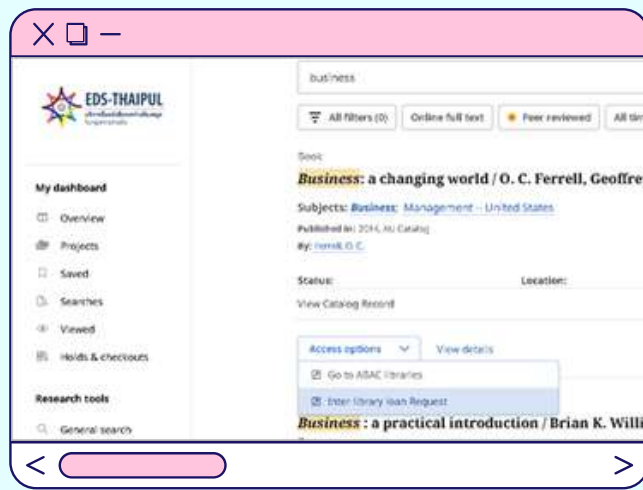 business
EDS-THAIPUL
All filters (0)
Online full text
Peer reviewed
All tim
Book
Business: a changing world / O. C. Ferrell, Geoffre
My dashboard
Subjects: Business; Management -- United States
Published in: 2014, AU Catalog
Overview
By: Ferrell, O. C.
Projects
Saved
Status:
Location:
Searches
View Catalog Record
Viewed
Holds & checkouts
Access options
View details
Go to ABAC libraries
Research tools
Enter library loan Request
General search
Business : a practical introduction / Brian K. Willi